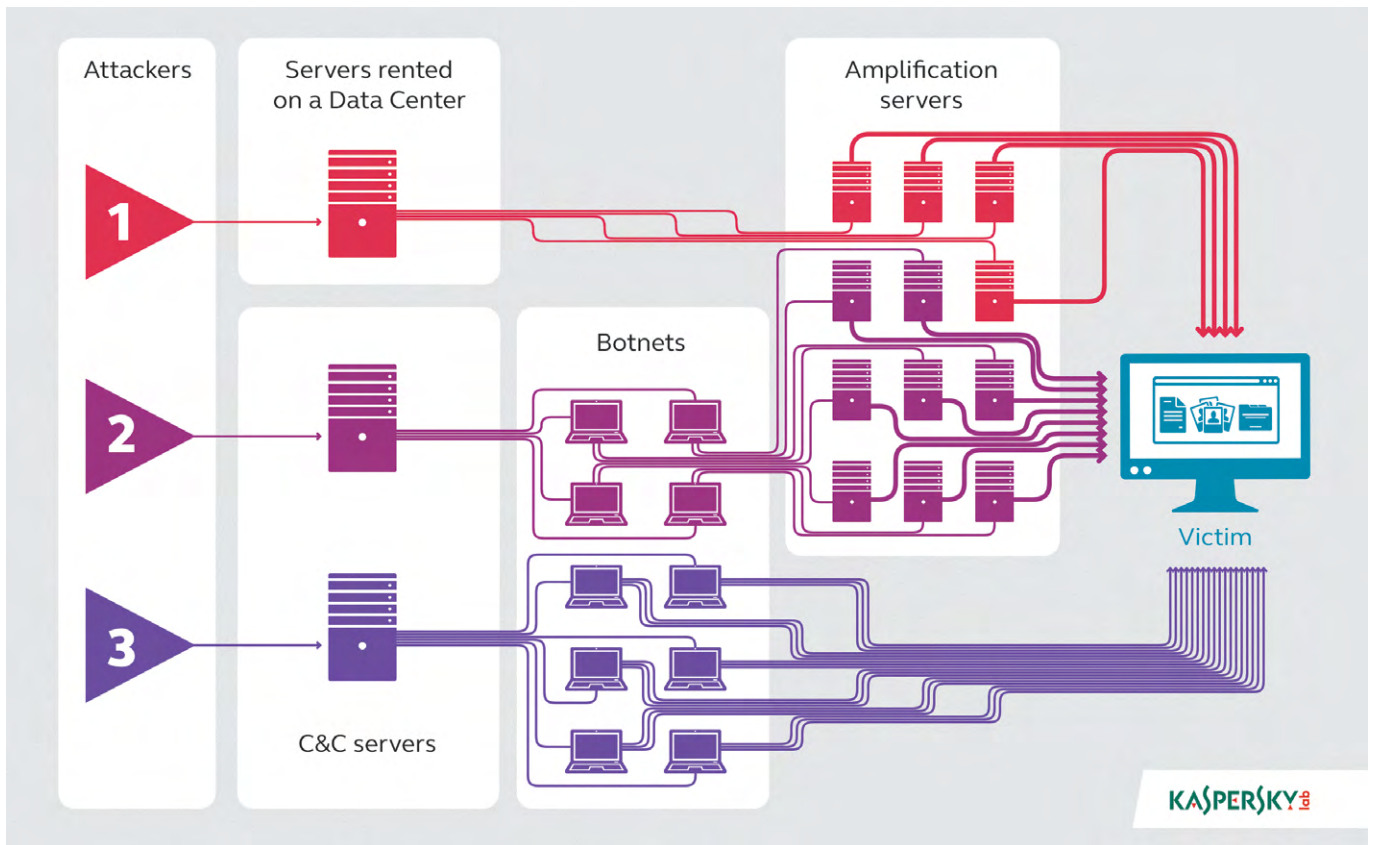 Attackers
Servers rented
on a Data Center
Amplification
servers
1
Botnets
2
Victim
3
C&C servers
KASPERSKY lab